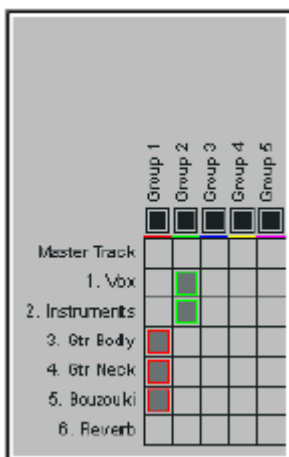 Group 1
Group 2
Group 3
Group 4
Group 5
Master Track
1. Vox
2. Instruments
3. Gtr Body
4. Gtr Neck
5. Bouzouki
6. Reverb